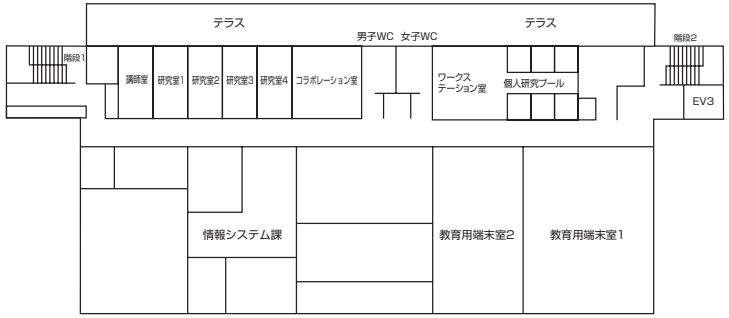 テラス
テラス
男子WC 女子WC
階段1
階段2
講師室
研究室1
研究室2
研究室3
研究室4
コラボレーション室
ワークス
テーション室
個人研究プール
EV3
情報システム課
教育用端末室2
教育用端末室1